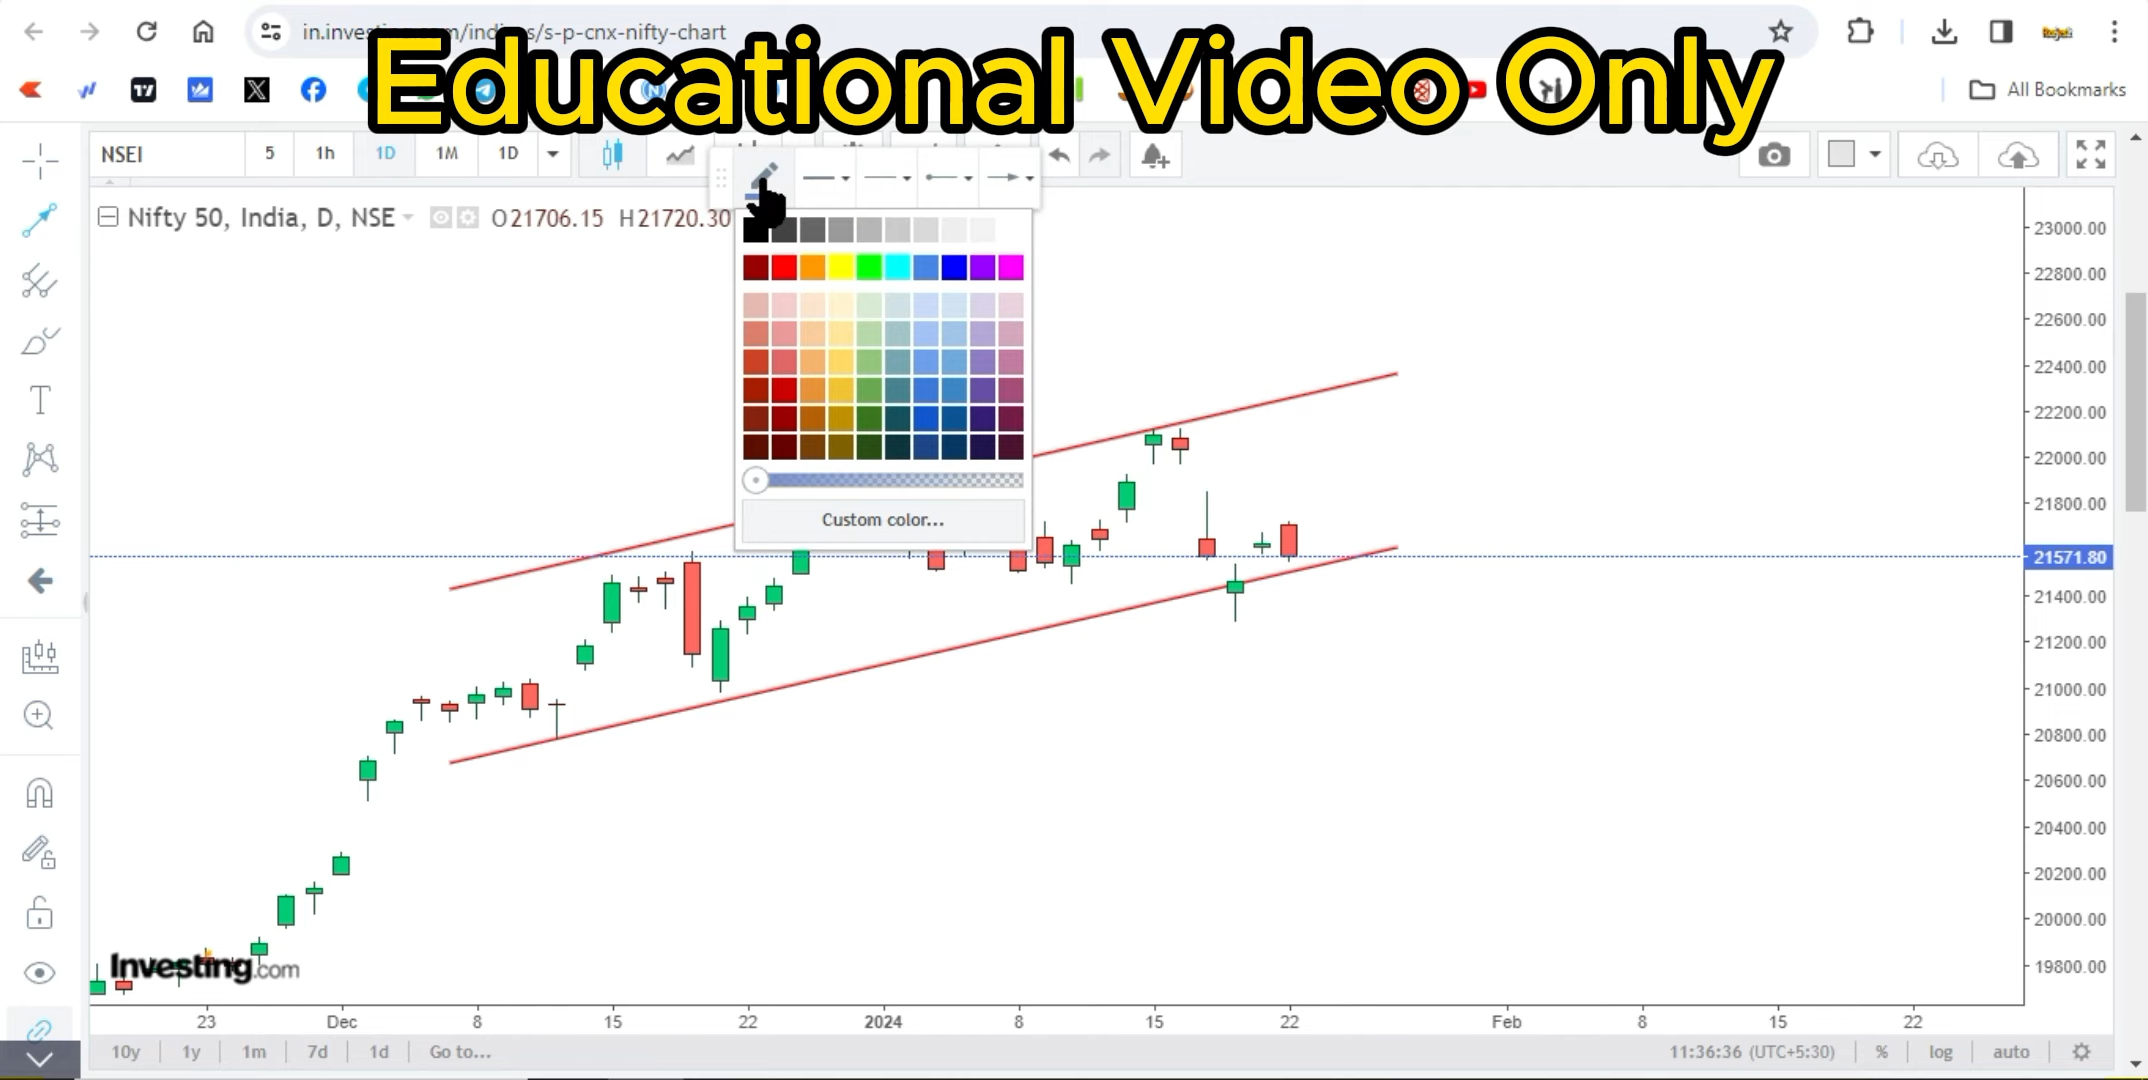 in.inves
m/ind
s/s-p-cnx-nifty-chart
Educational Video Only
All Bookmarks
NSEI
5
1h
1D
1M
1D
Nifty 50, India, D, NSE
O21706.15 H21720.30
Custom color...
23000.00
22800.00
22600.00
22400.00
22200.00
22000.00
21800.00
21571.80
21400.00
21200.00
21000.00
20800.00
20600.00
20400.00
20200.00
20000.00
19800.00
Investing.com
23
Dec
8
15
22
2024
8
15
22
Feb
8
15
22
10y
1y
1m
7d
1d
Go to...
11:36:36 (UTC+5:30)
%
log
auto